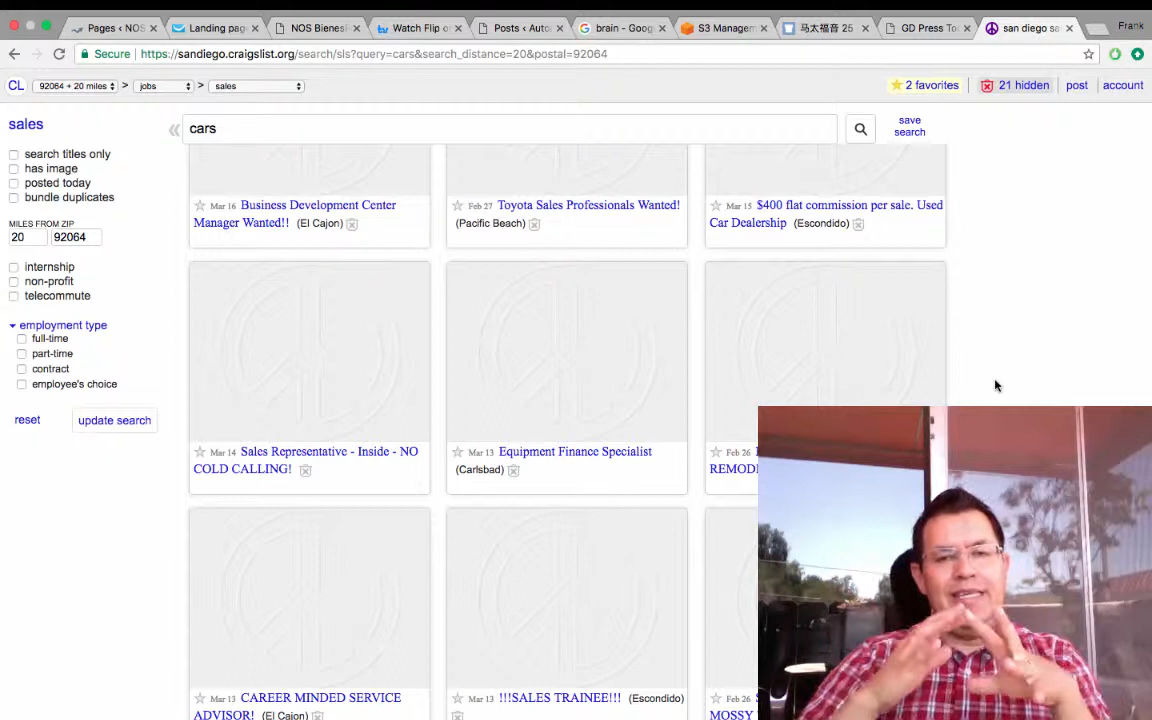 Pages < NOS
Landing page
NOS Bienes
Watch Flip o
Posts < Auto
brain - Goog
S3 Managem
马太福音 25
GD Press To
san diego sa
Frank
Secure
https://sandiego.craigslist.org/search/sls?query=cars&search_distance=20&postal=92064
CL
92064 + 20 miles
>
jobs
>
sales
2 favorites
21 hidden
post
account
sales
«
cars
save
search
search titles only
has image
posted today
bundle duplicates
MILES FROM ZIP
20
92064
internship
non-profit
telecommute
employment type
full-time
part-time
contract
employee's choice
reset
update search
Mar 16 Business Development Center
Manager Wanted!! (El Cajon)
Feb 27 Toyota Sales Professionals Wanted!
(Pacific Beach)
Mar 15 $400 flat commission per sale. Used
Car Dealership (Escondido)
Mar 14 Sales Representative - Inside - NO
COLD CALLING!
Mar 13 Equipment Finance Specialist
(Carlsbad)
Feb 26
REMOD
Mar 13 CAREER MINDED SERVICE
ADVISOR! (El Cajon)
Mar 13 !!!SALES TRAINEE!!! (Escondido)
Feb 26
MOSSY